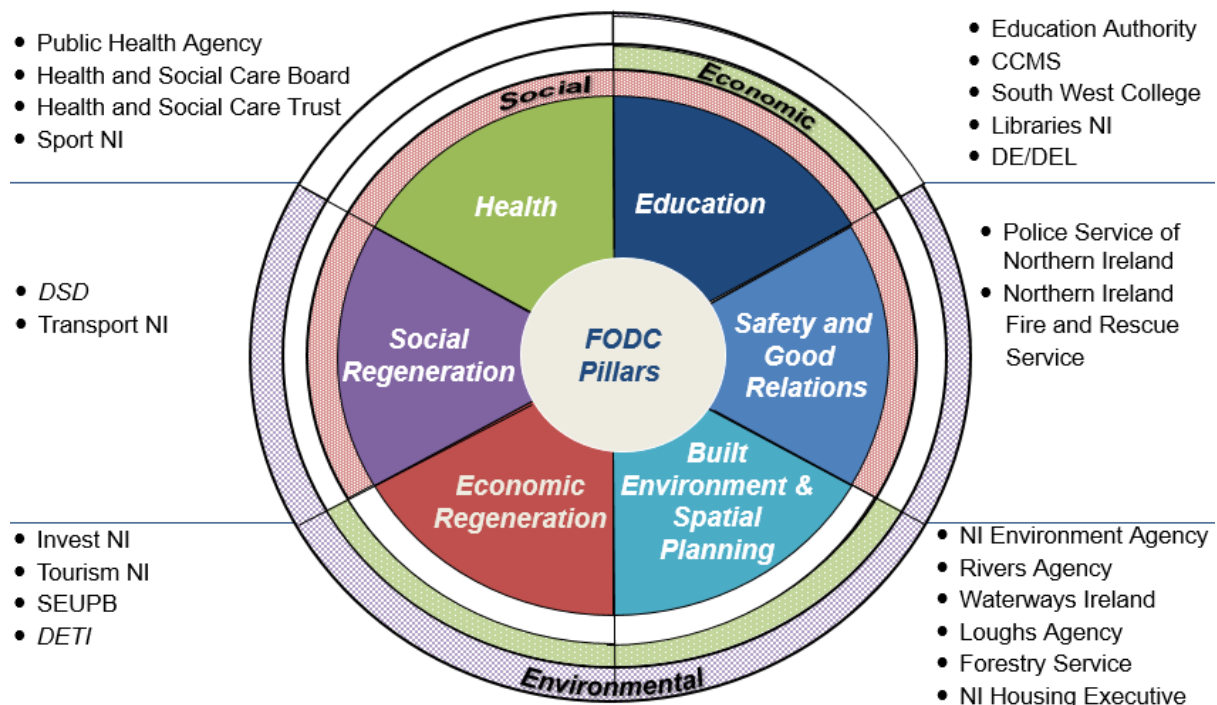 • Public Health Agency
• Health and Social Care Board
• Health and Social Care Trust
• Sport NI
• Education Authority
• CCMS
• South West College
• Libraries NI
• DE/DEL
Social
Economic
Health
Education
• DSD
• Transport NI
Social
Regeneration
FODC
Pillars
Safety and
Good
Relations
• Police Service of
Northern Ireland
• Northern Ireland
Fire and Rescue
Service
Economic
Regeneration
Built
Environment &
Spatial
Planning
• Invest NI
• Tourism NI
• SEUPB
• DETI
Environmental
• NI Environment Agency
• Rivers Agency
• Waterways Ireland
• Loughs Agency
• Forestry Service
• NI Housing Executive